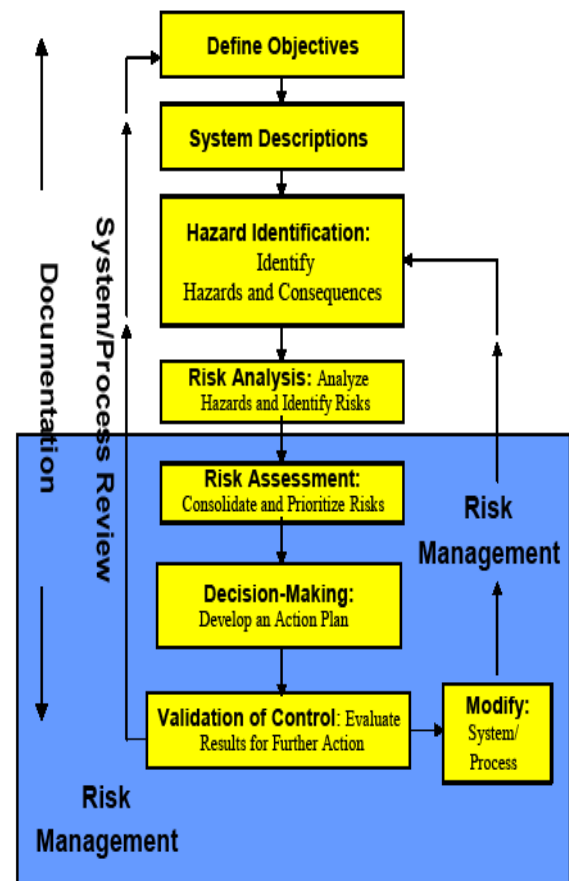 Define Objectives
System Descriptions
Hazard Identification:
Identify
Hazards and Consequences
Risk Analysis: Analyze
Hazards and Identify Risks
Risk Assessment:
Consolidate and Prioritize Risks
Decision-Making:
Develop an Action Plan
Validation of Control: Evaluate
Results for Further Action
Modify:
System/
Process
Documentation
System/Process Review
Risk
Management
Risk
Management